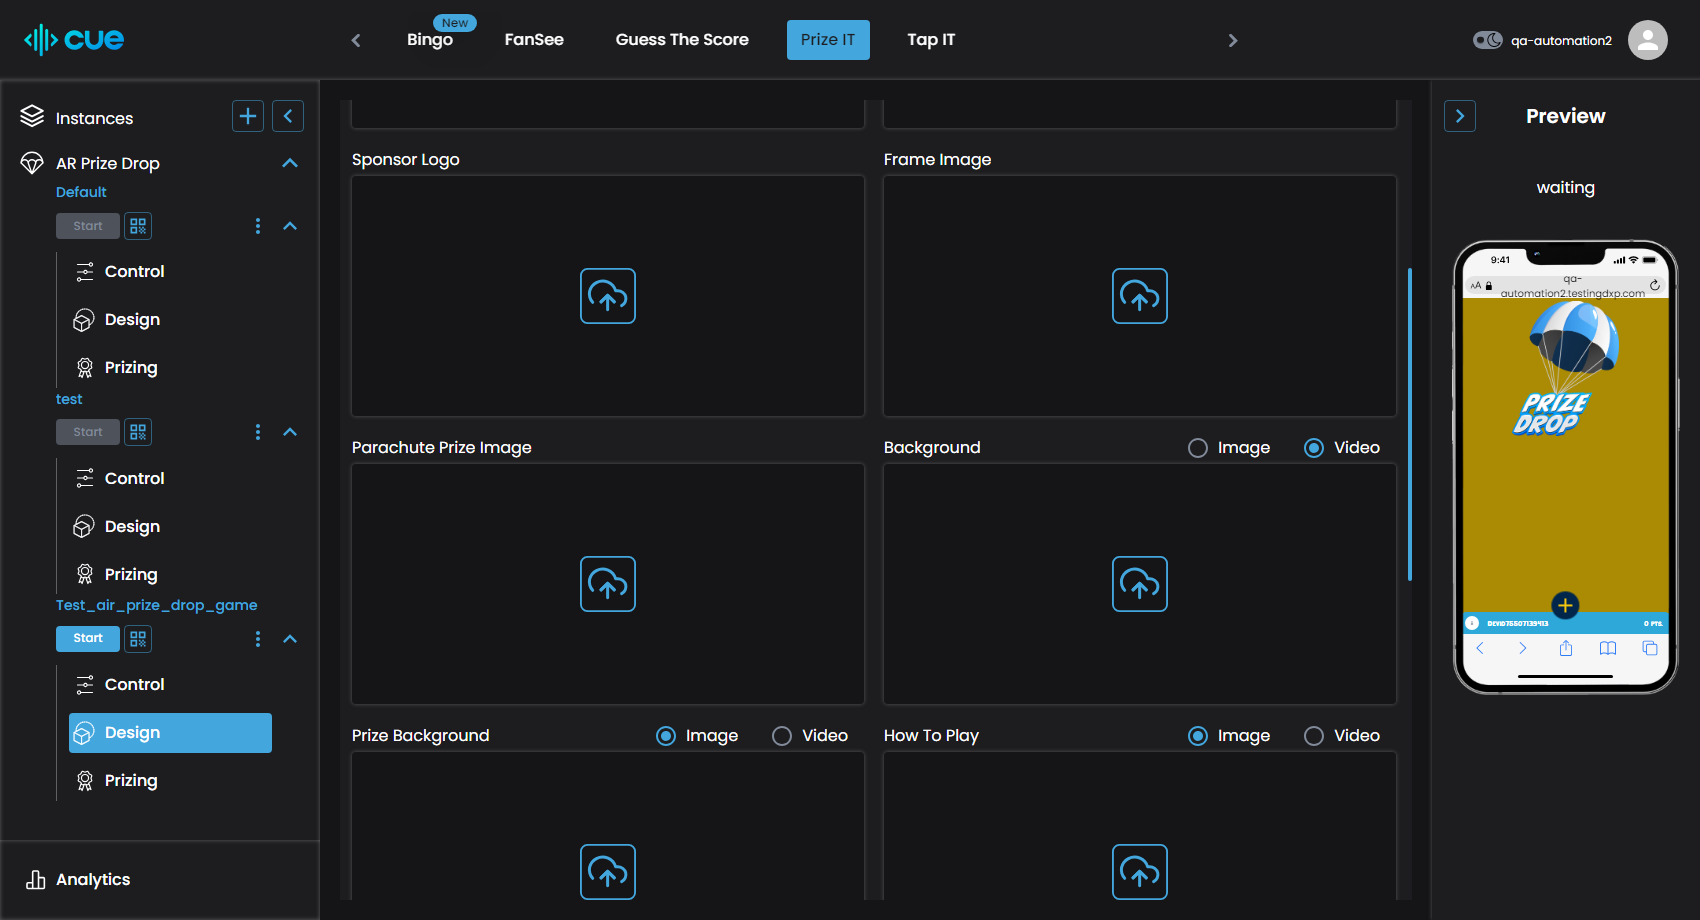 cue
New
Bingo
FanSee
Guess The Score
Prize IT
Tap IT
qa-automation2
Instances
AR Prize Drop
Default
Start
Control
Design
Prizing
test
Start
Control
Design
Prizing
Test_air_prize_drop_game
Start
Control
Design
Prizing
Analytics
Sponsor Logo
Frame Image
Parachute Prize Image
Background
Image
Video
Prize Background
Image
Video
How To Play
Image
Video
Preview
waiting
9:41
AA
qa-
automation2.testingdxp.com
PRIZE
DROP
0 PTS.